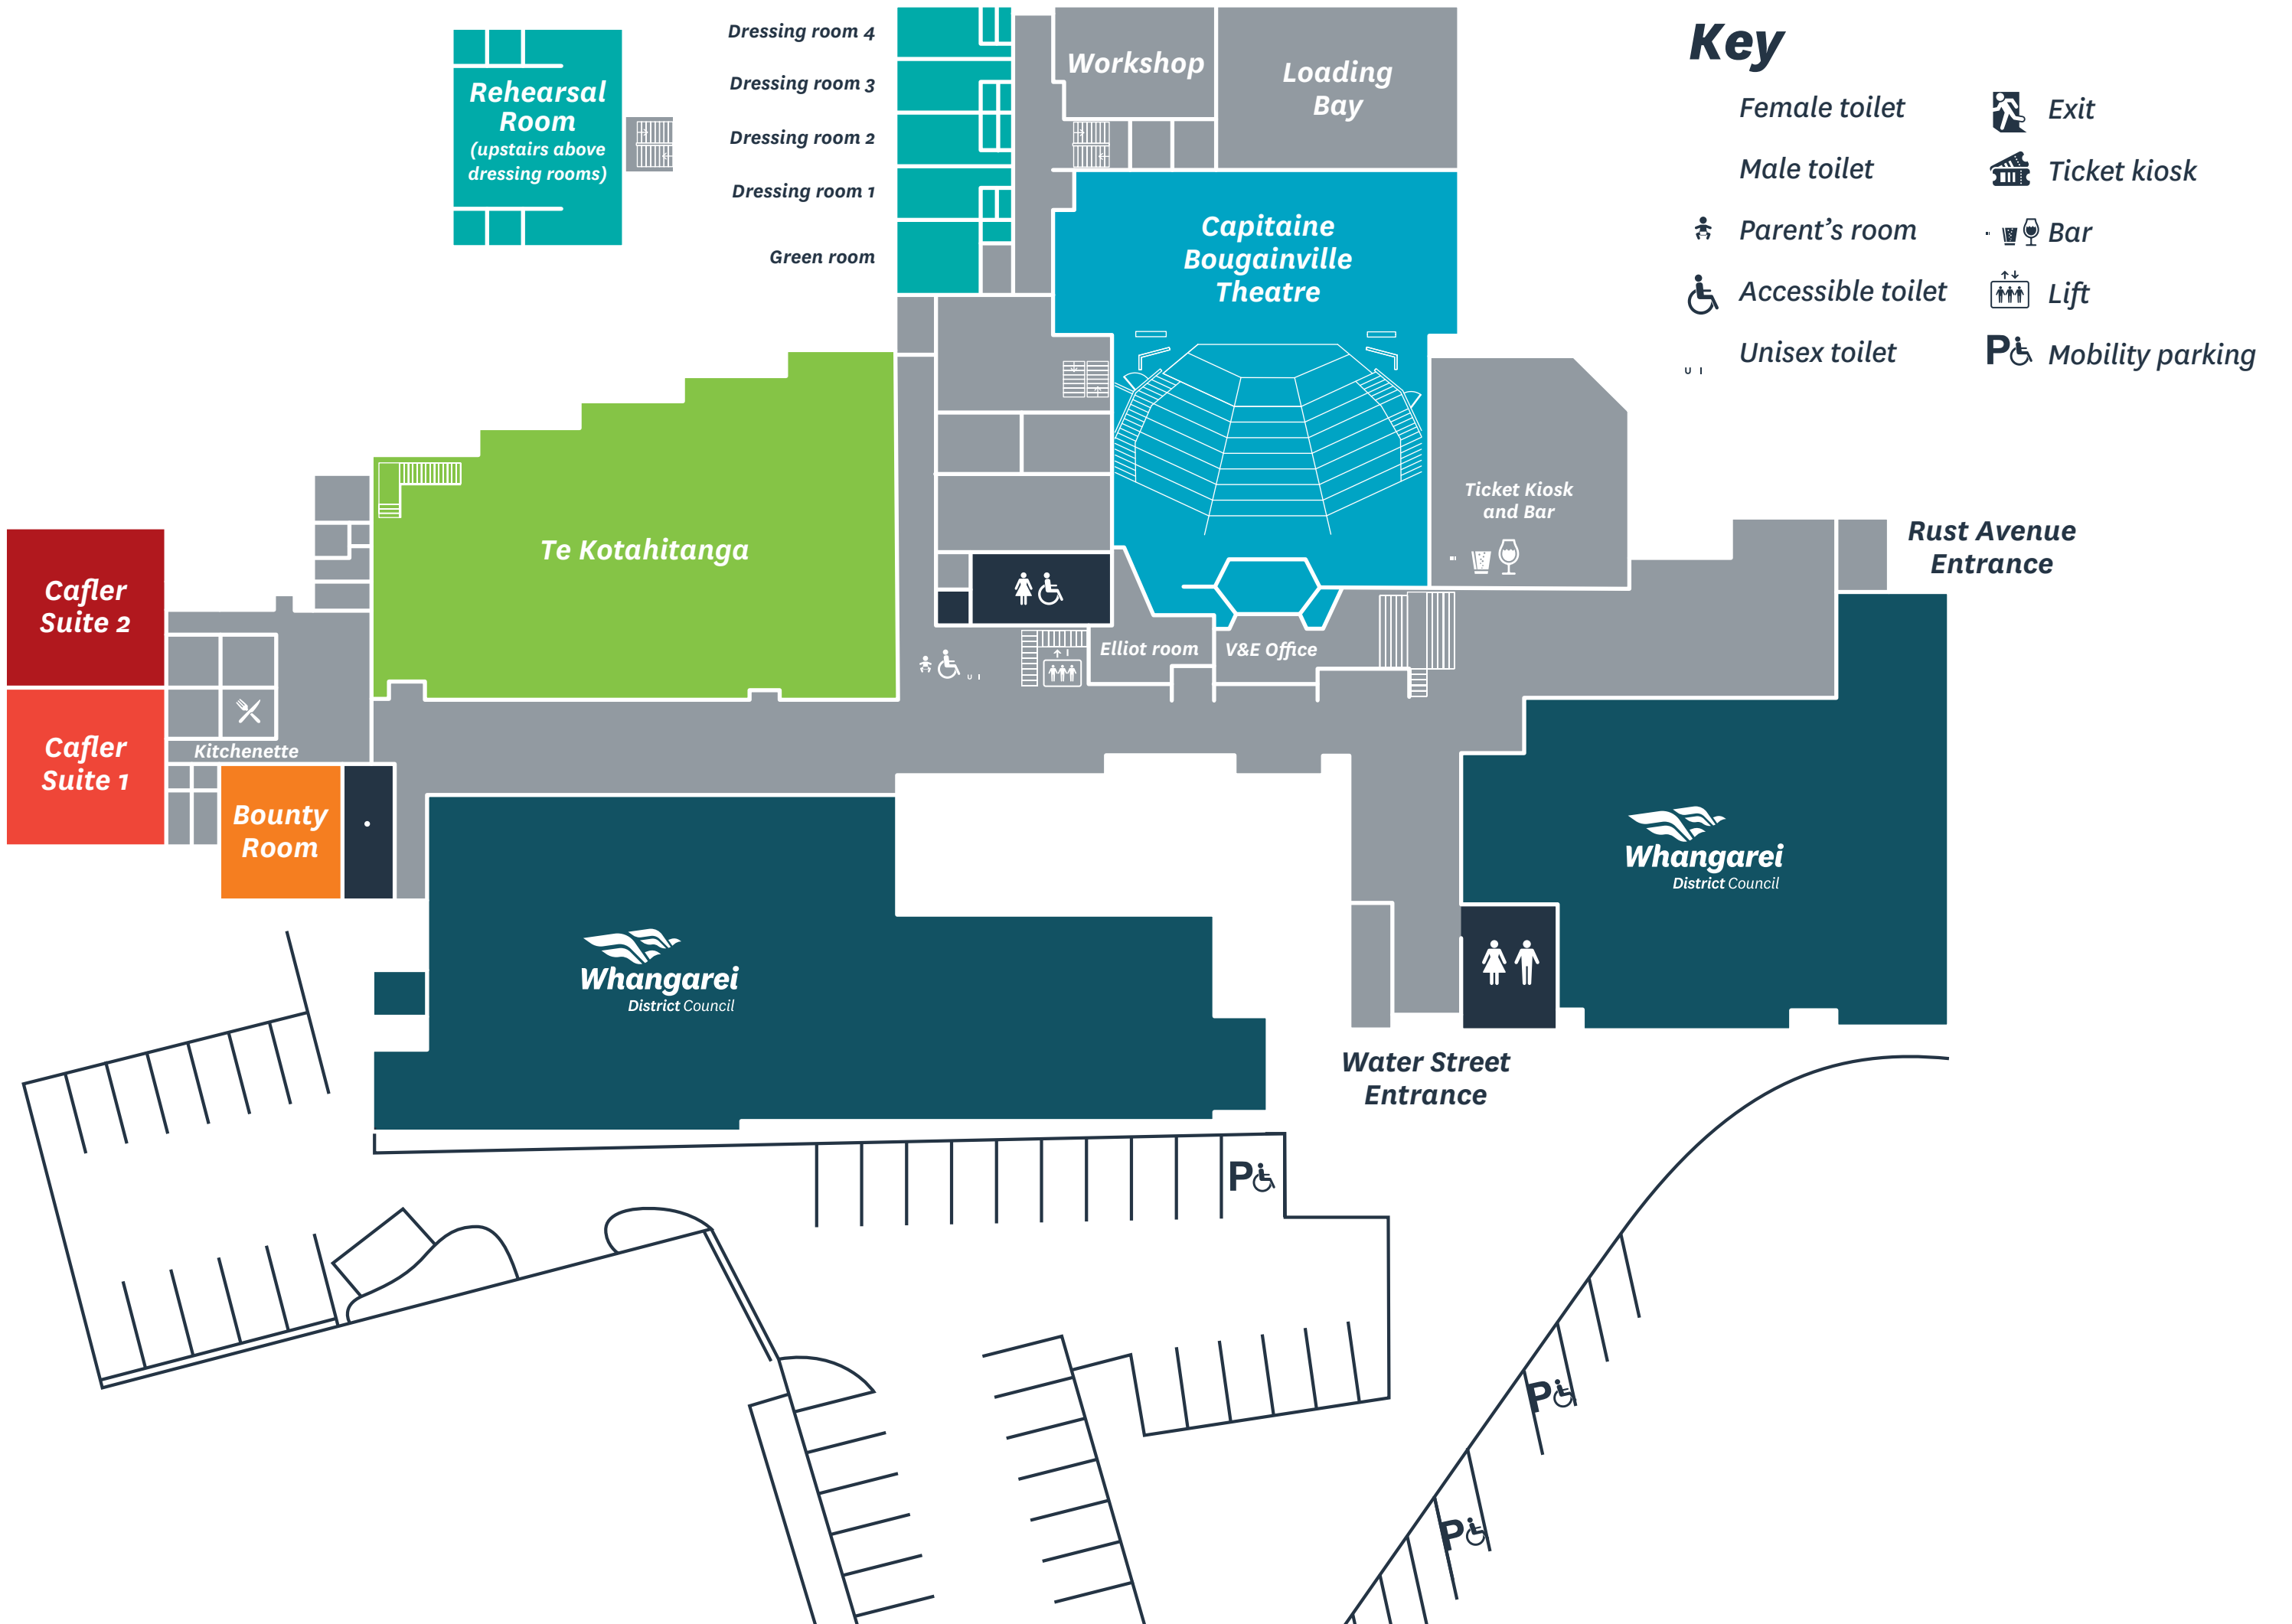 Key
Female toilet
Male toilet
Parent's room
Accessible toilet
Unisex toilet
Exit
Ticket kiosk
Bar
Lift
P Mobility parking
Dressing room 4
Dressing room 3
Dressing room 2
Dressing room 1
Green room
Rehearsal
Room
(upstairs above
dressing rooms)
Workshop
Loading
Bay
Capitaine
Bougainville
Theatre
Ticket Kiosk
and Bar
Te Kotahitanga
Rust Avenue
Entrance
Cafler
Suite 2
Elliot room
V&E Office
Cafler
Suite 1
Kitchenette
Bounty
Room
Whangarei
District Council
Whangarei
District Council
Water Street
Entrance
P
P
P